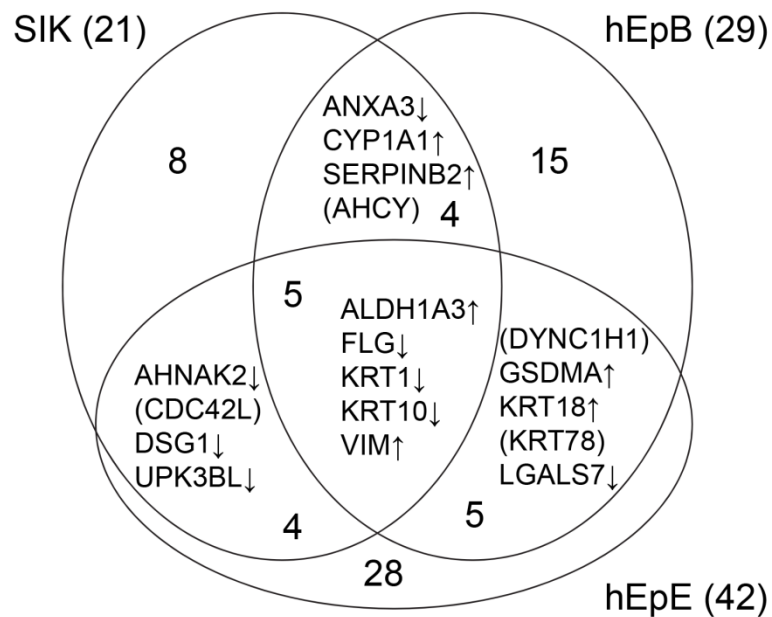 SIK (21)
hEpB (29)
ANXA3↓
CYP1A1↑
SERPINB2↑
(AHCY)
4
8
15
5
ALDH1A3↑
FLG↓
KRT1↓
KRT10↓
VIM↑
AHNAK2↓
(CDC42L)
DSG1↓
UPK3BL↓
4
(DYNC1H1)
GSDMA↑
KRT18↑
(KRT78)
LGALS7↓
5
28
hEpE (42)